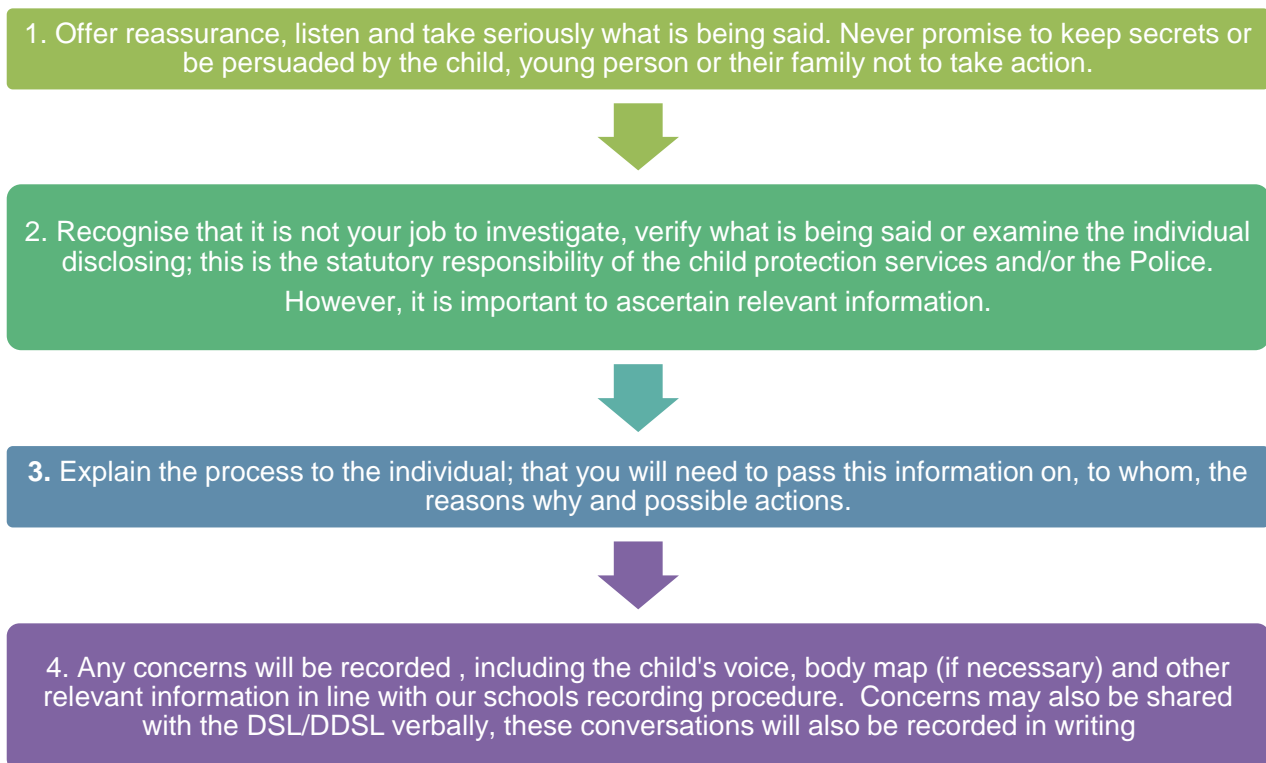 1. Offer reassurance, listen and take seriously what is being said. Never promise to keep secrets or
be persuaded by the child, young person or their family not to take action.
2. Recognise that it is not your job to investigate, verify what is being said or examine the individual
disclosing; this is the statutory responsibility of the child protection services and/or the Police.
However, it is important to ascertain relevant information.
3. Explain the process to the individual; that you will need to pass this information on, to whom, the
reasons why and possible actions.
4. Any concerns will be recorded , including the child's voice, body map (if necessary) and other
relevant information in line with our schools recording procedure.  Concerns may also be shared
with the DSL/DDSL verbally, these conversations will also be recorded in writing